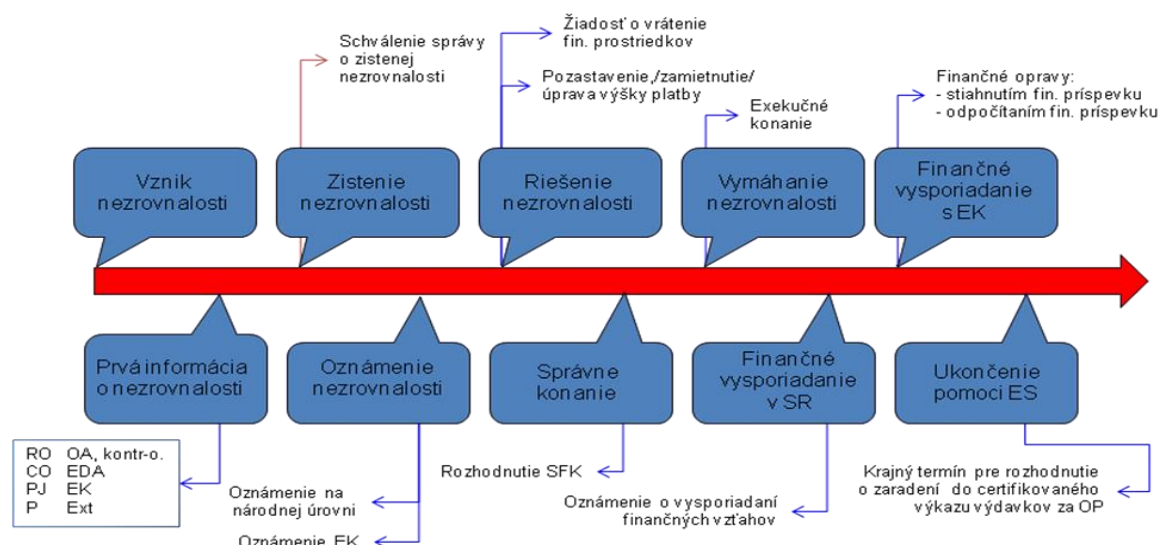 Schválenie správy
o zistenej
nezrovnalosti
Žiadosť o vrátenie
fin. prostriedkov
Pozastavenie,/zamietnutie/
úprava výšky platby
Exekučné
konanie
Finančné opravy:
- stiahnutím fin. príspevku
- odpočítaním fin. príspevku
Vznik
nezrovnalosti
Zistenie
nezrovnalosti
Riešenie
nezrovnalosti
Vymáhanie
nezrovnalosti
Finančné
vysporiadanie
s EK
Prvá informácia
o nezrovnalosti
Oznámenie
nezrovnalosti
Správne
konanie
Finančné
vysporiadanie
v SR
Ukončenie
pomoci ES
RO OA, kontr-o.
CO EDA
PJ EK
P Ext
Oznámenie na
národnej úrovni
Oznámenie EK
Rozhodnutie SFK
Oznámenie o vysporiadaní
finančných vzťahov
Krajný termín pre rozhodnutie
o zaradení do certifikovaného
výkazu výdavkov za OP